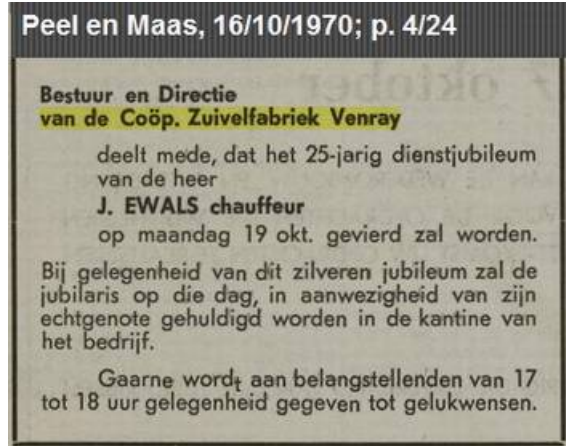 Peel en Maas, 16/10/1970; p. 4/24
Bestuur en Directie
van de Coöp. Zuivelfabriek Venray
deelt mede, dat het 25-jarig dienstjubileum
van de heer
J. EWALS chauffeur
op maandag 19 okt. gevierd zal worden.
Bij gelegenheid van dit zilveren jubileum zal de
jubilaris op die dag, in aanwezigheid van zijn
echtgenote gehuldigd worden in de kantine van
het bedrijf.
Gaarne wordt aan belangstellenden van 17
tot 18 uur gelegenheid gegeven tot gelukwensen.